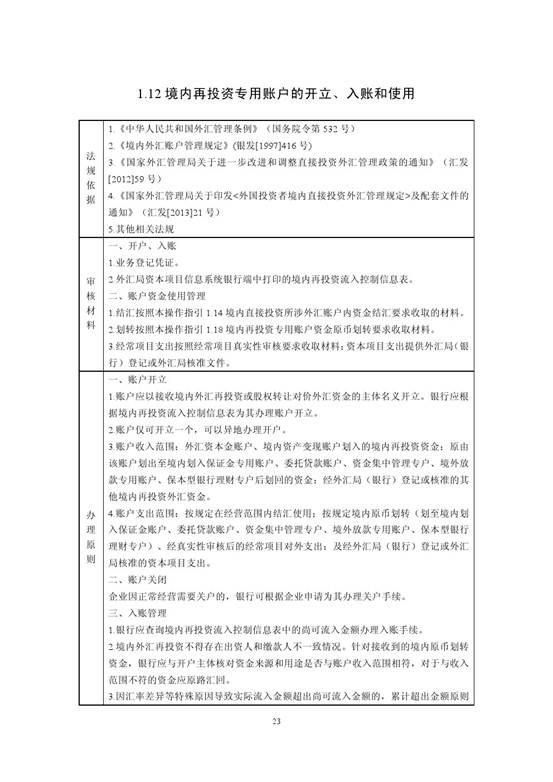 1.12 境内再投资专用账户的开立、入账和使用
法规依据
1.《中华人民共和国外汇管理条例》（国务院令第 532 号）
2.《境内外汇账户管理规定》(银发[1997]416 号)
3.《国家外汇管理局关于进一步改进和调整直接投资外汇管理政策的通知》（汇发
[2012]59 号）
4.《国家外汇管理局关于印发<外国投资者境内直接投资外汇管理规定>及配套文件的
通知》（汇发[2013]21 号）
5.其他相关法规
审核材料
一、开户、入账
1.业务登记凭证。
2.外汇局资本项目信息系统银行端中打印的境内再投资流入控制信息表。
二、账户资金使用管理
1.结汇按照本操作指引 1.14 境内直接投资所涉外汇账户内资金结汇要求收取的材料。
2.划转按照本操作指引 1.18 境内再投资专用账户资金原币划转要求收取材料。
3.经常项目支出按照经常项目真实性审核要求收取材料；资本项目支出提供外汇局（银
行）登记或外汇局核准文件。
办理原则
一、账户开立
1.账户应以接收境内外汇再投资或股权转让对价外汇资金的主体名义开立。银行应根
据境内再投资流入控制信息表为其办理账户开立。
2.账户仅可开立一个，可以异地办理开户。
3.账户收入范围：外汇资本金账户、境内资产变现账户划入的境内再投资资金；原由
该账户划出至境内划入保证金专用账户、委托贷款账户、资金集中管理专户、境外放
款专用账户、保本型银行理财专户后划回的资金；经外汇局（银行）登记或核准的其
他境内再投资外汇资金。
4.账户支出范围：按规定在经营范围内结汇使用；按规定境内原币划转（划至境内划
入保证金账户、委托贷款账户、资金集中管理专户、境外放款专用账户、保本型银行
理财专户）、经真实性审核后的经常项目对外支出；及经外汇局（银行）登记或外汇
局核准的资本项目支出。
二、账户关闭
企业因正常经营需要关户的，银行可根据企业申请为其办理关户手续。
三、入账管理
1.银行应查询境内再投资流入控制信息表中的尚可流入金额办理入账手续。
2.境内外汇再投资不得存在出资人和缴款人不一致情况。针对接收到的境内原币划转
资金，银行应与开户主体核对资金来源和用途是否与账户收入范围相符，对于与收入
范围不符的资金应原路汇回。
3.因汇率差异等特殊原因导致实际流入金额超出尚可流入金额的，累计超出金额原则
23